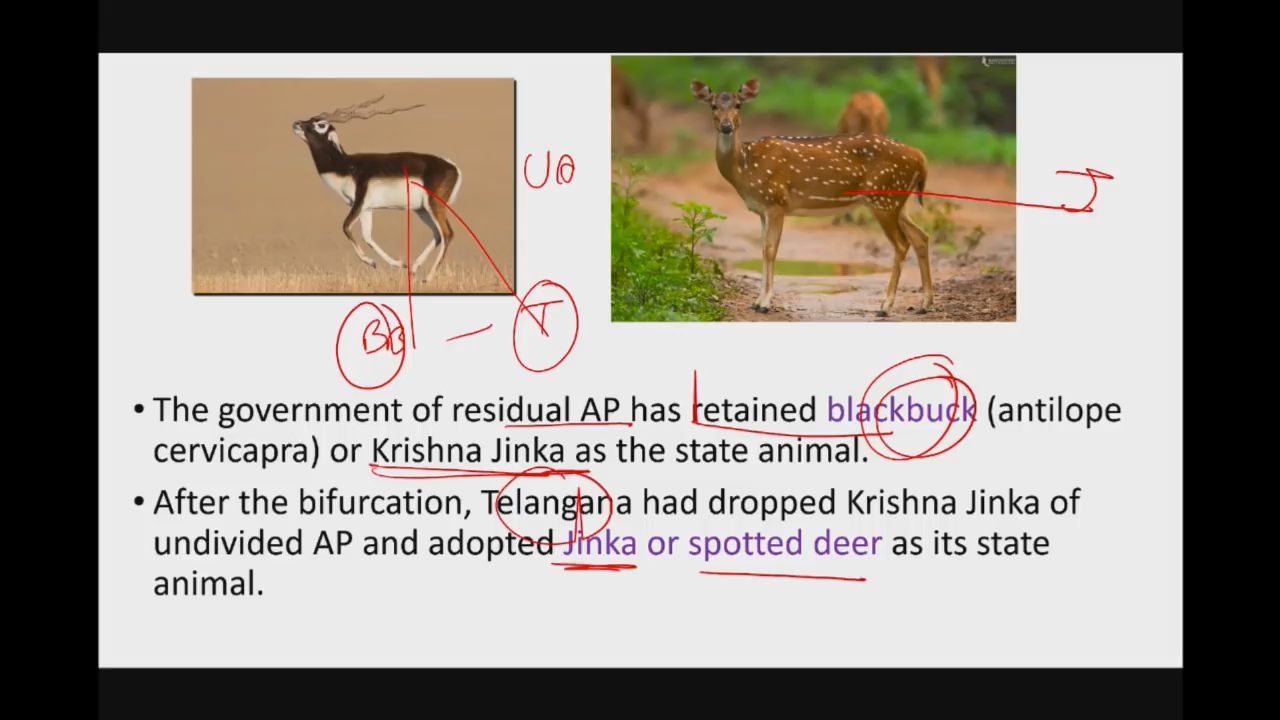 UA
BB - T
J
• The government of residual AP has retained blackbuck (antilope
cervicapra) or Krishna Jinka as the state animal.
• After the bifurcation, Telangana had dropped Krishna Jinka of
undivided AP and adopted Jinka or spotted deer as its state
animal.